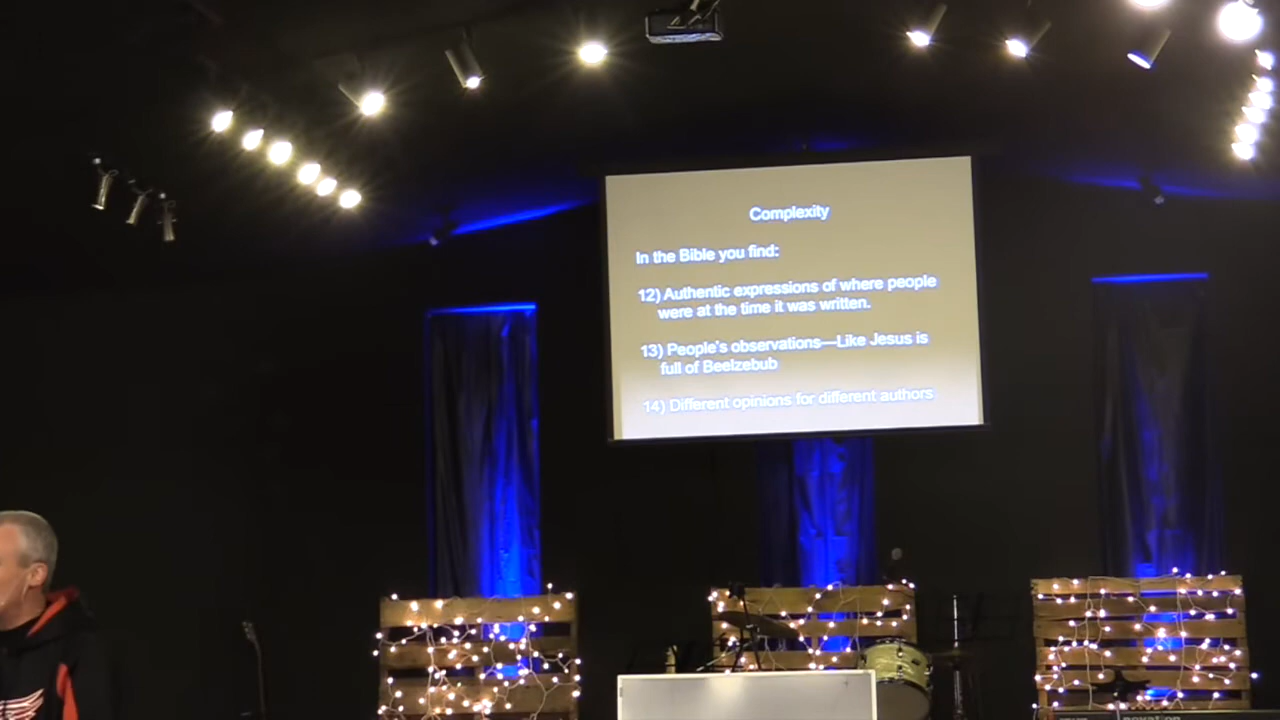 Complexity
In the Bible you find:
12) Authentic expressions of where people
were at the time it was written.
13) People's observations—Like Jesus is
full of Beelzebub
14) Different opinions for different authors